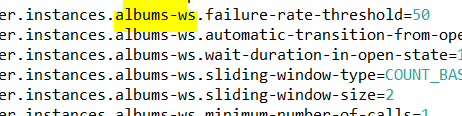 er.instances.albums-ws.failure-rate-threshold=50
er.instances.albums-ws.automatic-transition-from-ope
er.instances.albums-ws.wait-duration-in-open-state=1
er.instances.albums-ws.sliding-window-type=COUNT_BAS
er.instances.albums-ws.sliding-window-size=2
er.instances.albums-ws.minimum-number-of-calls=1